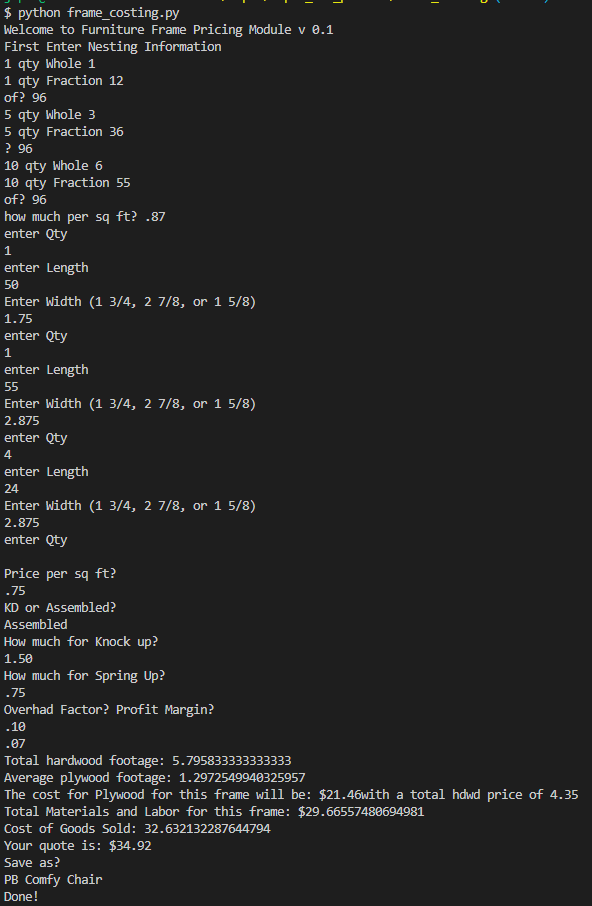 $ python frame_costing.py
Welcome to Furniture Frame Pricing Module v 0.1
First Enter Nesting Information
1 qty Whole 1
1 qty Fraction 12
of? 96
5 qty Whole 3
5 qty Fraction 36
? 96
10 qty Whole 6
10 qty Fraction 55
of? 96
how much per sq ft? .87
enter Qty
1
enter Length
50
Enter Width (1 3/4, 2 7/8, or 1 5/8)
1.75
enter Qty
1
enter Length
55
Enter Width (1 3/4, 2 7/8, or 1 5/8)
2.875
enter Qty
4
enter Length
24
Enter Width (1 3/4, 2 7/8, or 1 5/8)
2.875
enter Qty
Price per sq ft?
.75
KD or Assembled?
Assembled
How much for Knock up?
1.50
How much for Spring Up?
.75
Overhad Factor? Profit Margin?
.10
.07
Total hardwood footage: 5.795833333333333
Average plywood footage: 1.2972549940325957
The cost for Plywood for this frame will be: $21.46with a total hdwd price of 4.35
Total Materials and Labor for this frame: $29.66557480694981
Cost of Goods Sold: 32.632132287644794
Your quote is: $34.92
Save as?
PB Comfy Chair
Done!